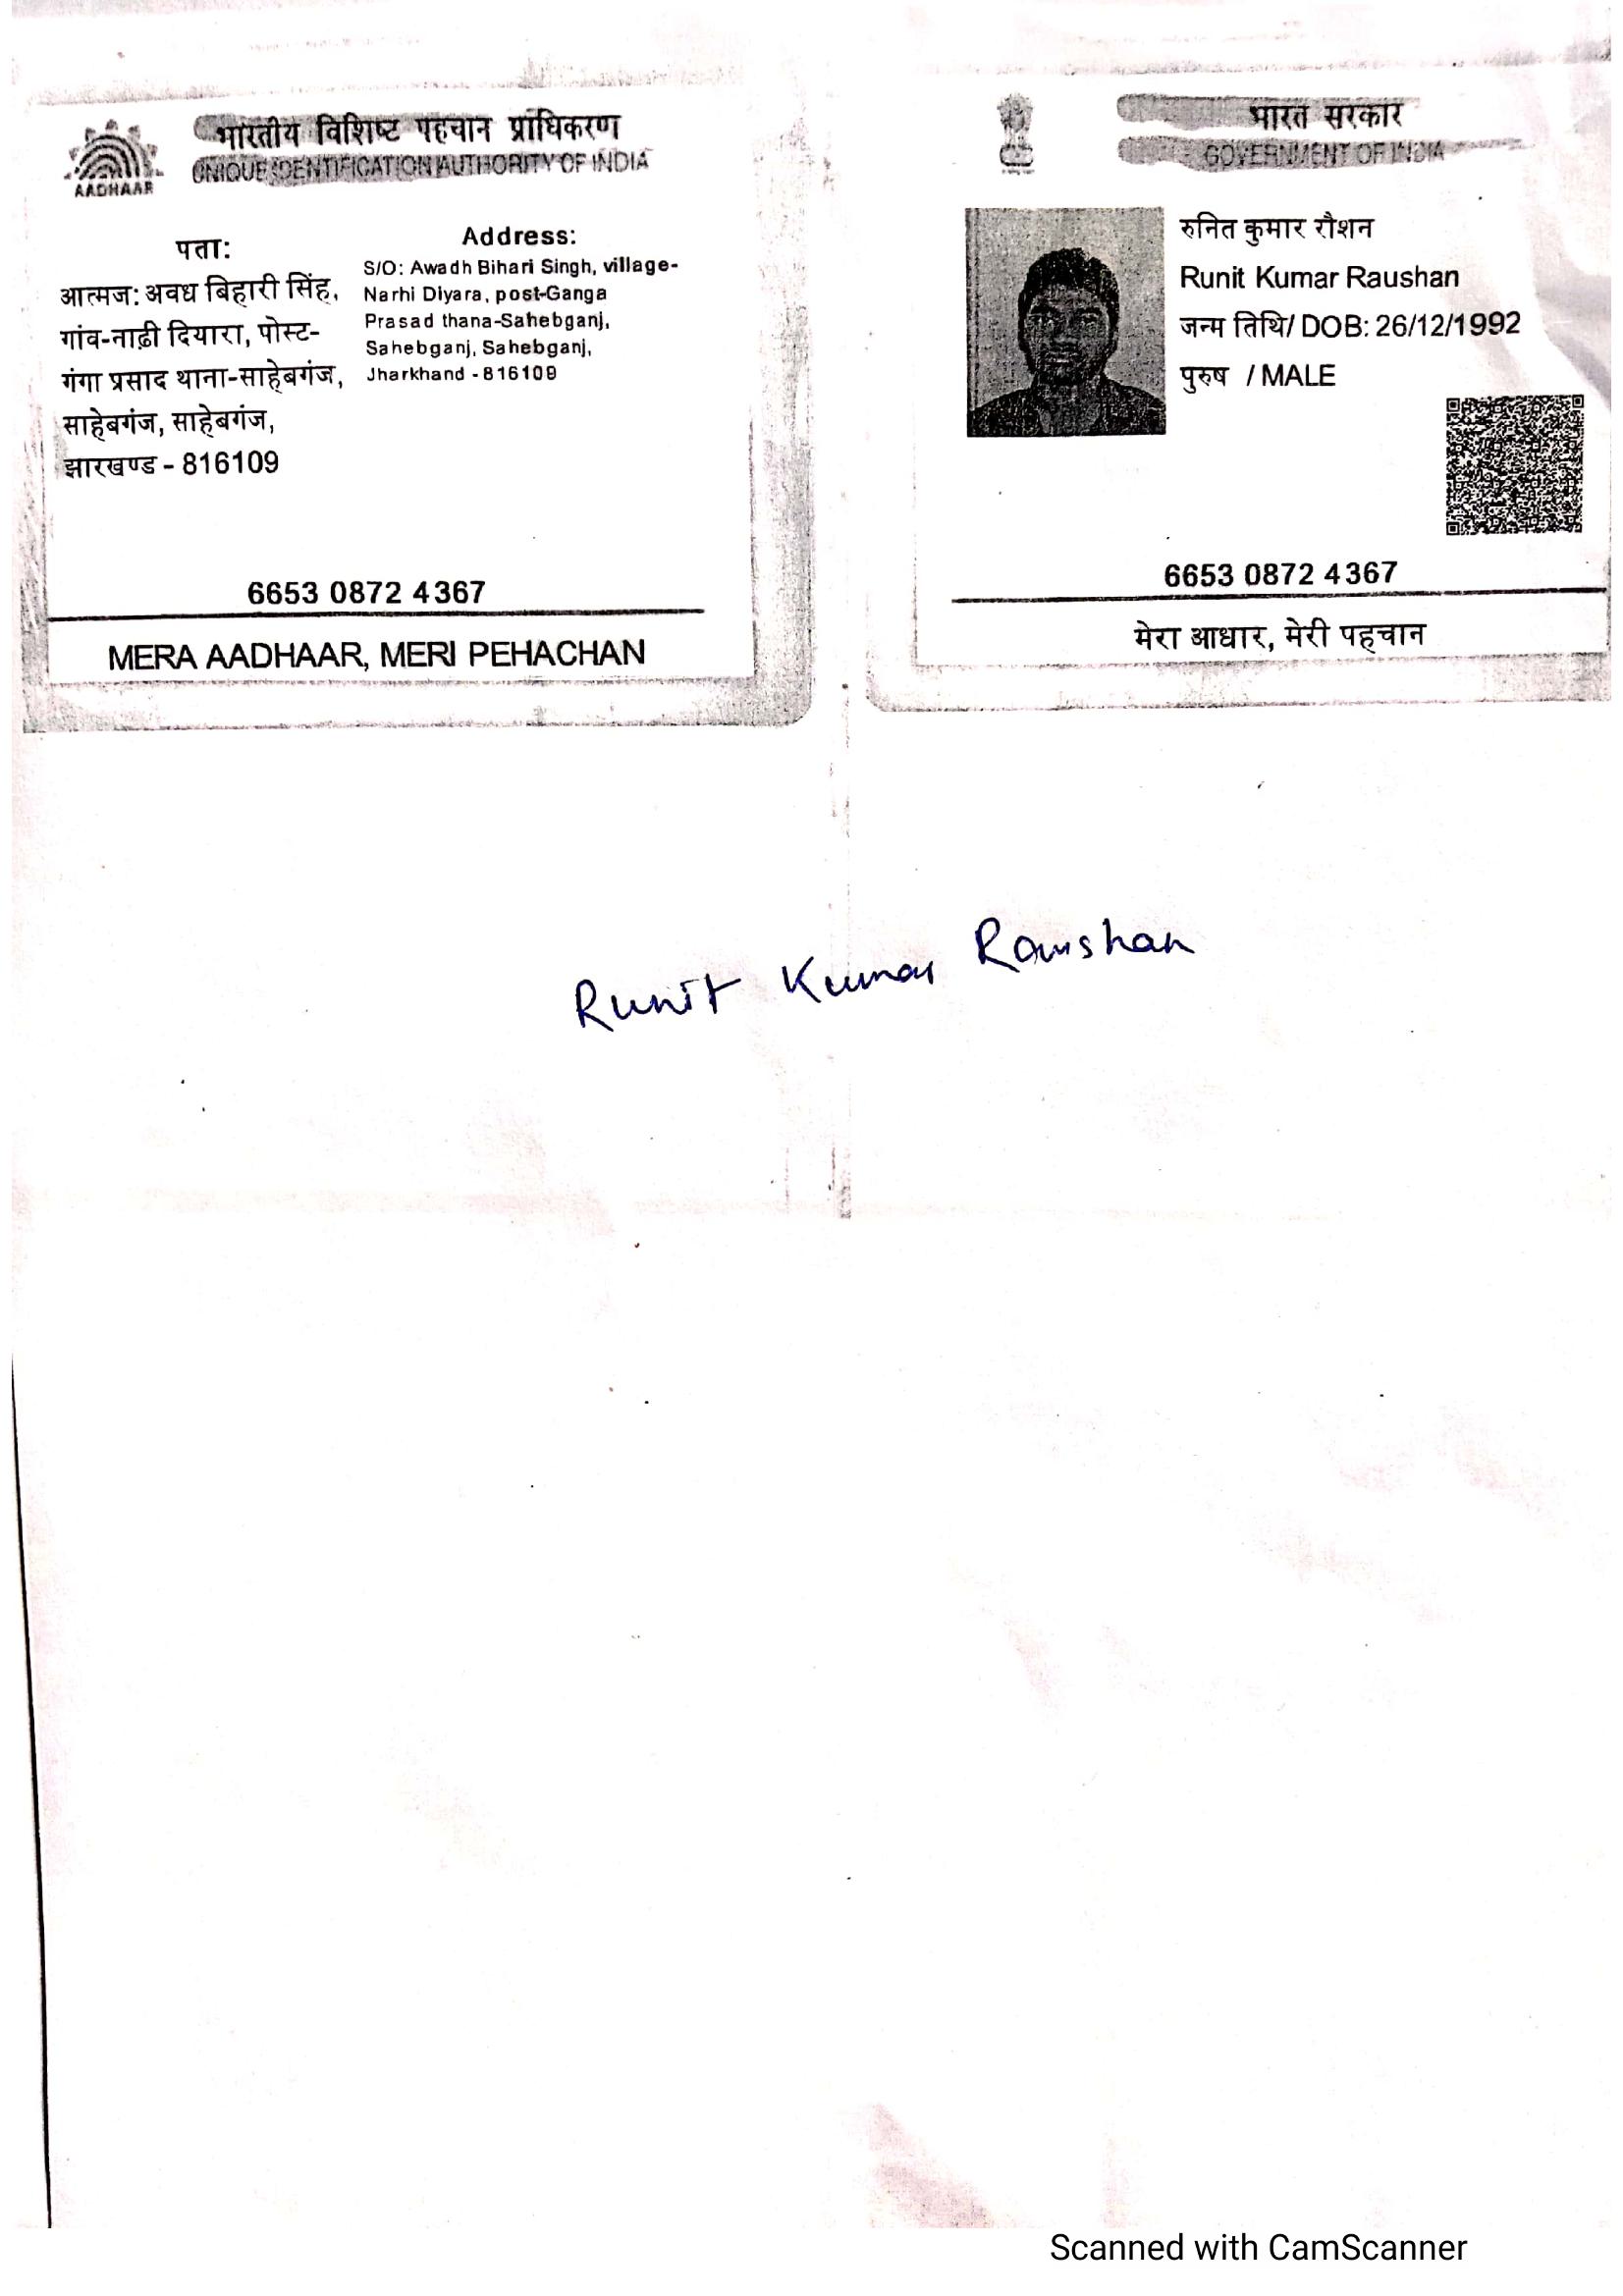 भारतीय विशिष्ट पहचान प्राधिकरण
UNIQUE IDENTIFICATION AUTHORITY OF INDIA
AADHAAR
पता:
आत्मज: अवध बिहारी सिंह,
गांव-नाढ़ी दियारा, पोस्ट-
गंगा प्रसाद थाना-साहेबगंज,
साहेबगंज, साहेबगंज,
झारखण्ड - 816109
Address:
S/O: Awadh Bihari Singh, village-
Narhi Diyara, post-Ganga
Prasad thana-Sahebganj,
Sahebganj, Sahebganj,
Jharkhand - 816109
6653 0872 4367
MERA AADHAAR, MERI PEHACHAN
भारत सरकार
GOVERNMENT OF INDIA
रुनित कुमार रौशन
Runit Kumar Raushan
जन्म तिथि/ DOB: 26/12/1992
पुरुष / MALE
6653 0872 4367
मेरा आधार, मेरी पहचान
Runit Kumar Raushan
Scanned with CamScanner